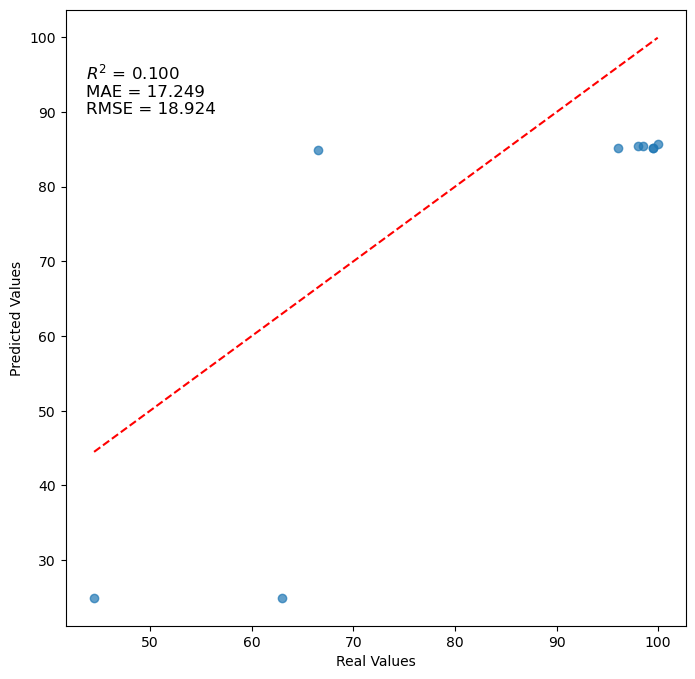 R² = 0.100
MAE = 17.249
RMSE = 18.924
100
90
80
70
60
50
40
30
Predicted Values
50 60 70 80 90 100
Real Values